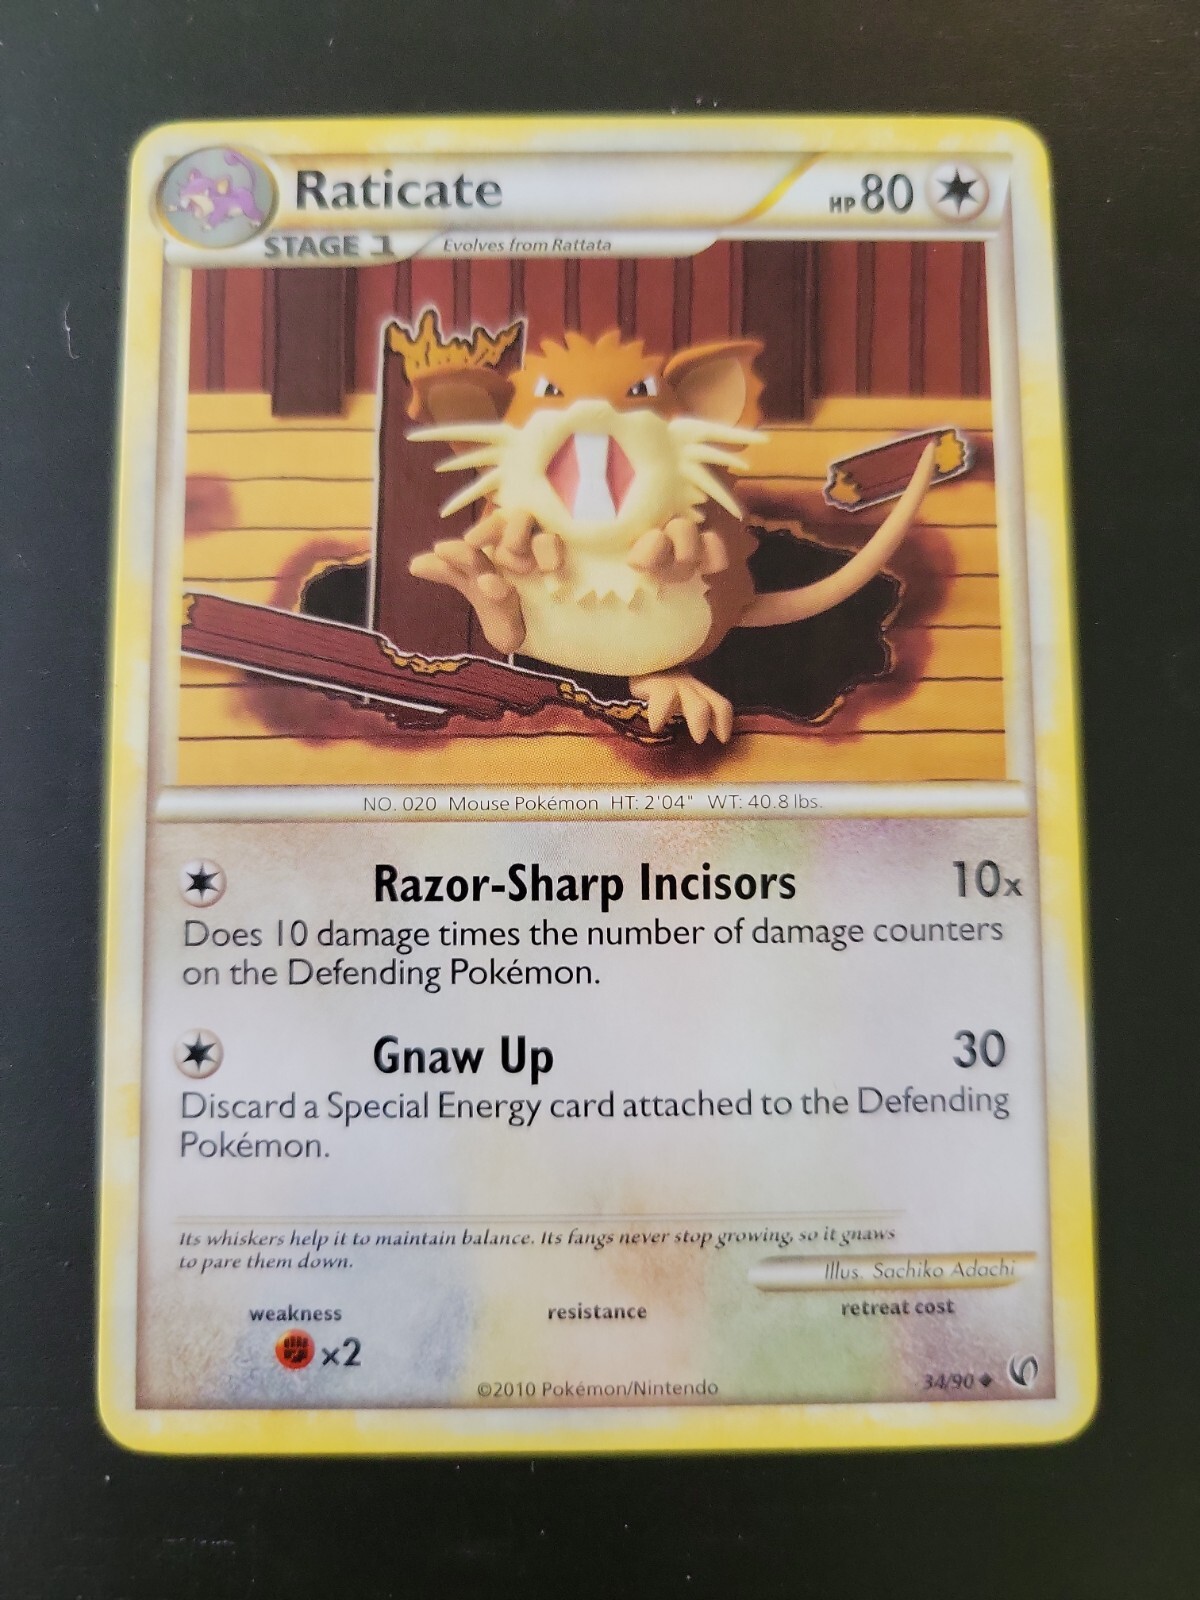 Raticate
HP 80
STAGE 1
Evolves from Rattata
NO. 020 Mouse Pokémon HT: 2'04" WT: 40.8 lbs.
Razor-Sharp Incisors 10x
Does 10 damage times the number of damage counters
on the Defending Pokémon.
Gnaw Up 30
Discard a Special Energy card attached to the Defending
Pokémon.
Its whiskers help it to maintain balance. Its fangs never stop growing, so it gnaws
to pare them down.
Illus. Sachiko Adachi
weakness resistance retreat cost
x2
©2010 Pokémon/Nintendo
34/90